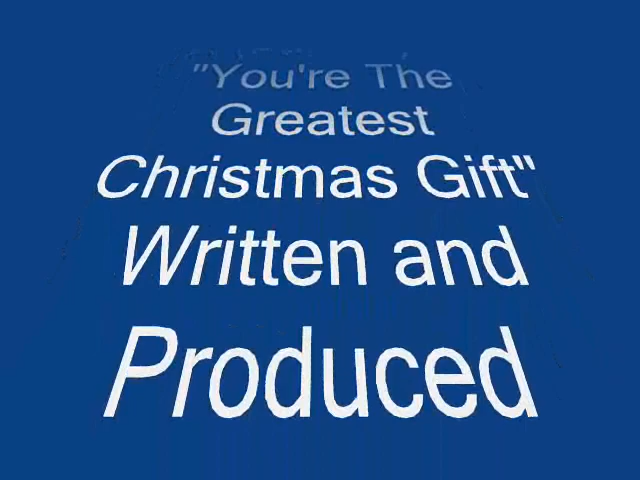 "You're The
Greatest
Christmas Gift"
Written and
Produced